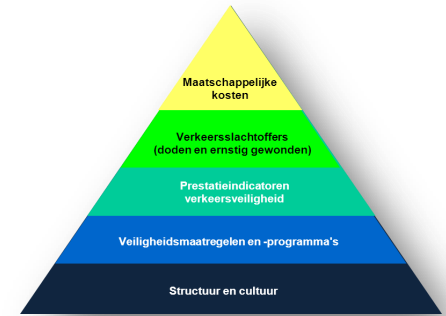 Maatschappelijke
kosten
Verkeersslachtoffers
(doden en ernstig gewonden)
Prestatieindicatoren
verkeersveiligheid
Veiligheidsmaatregelen en -programma's
Structuur en cultuur